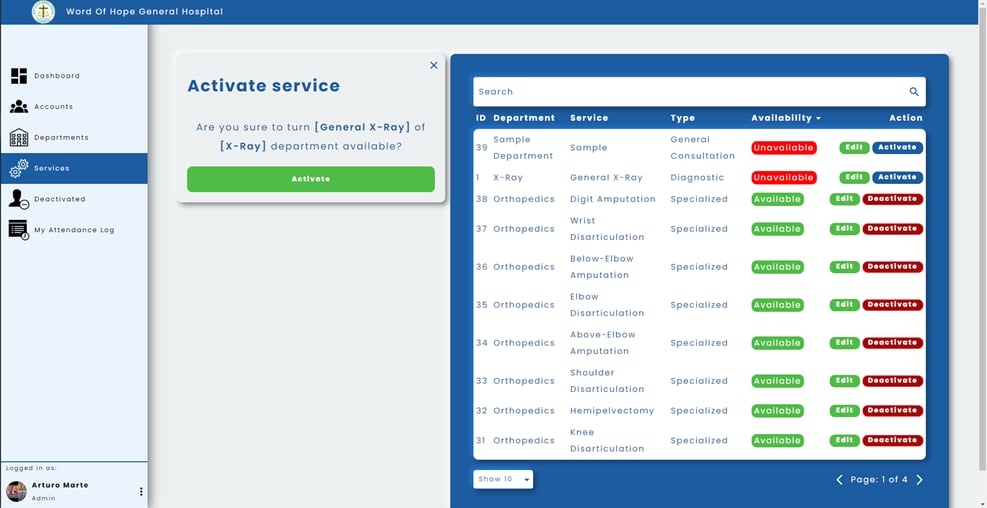 Word Of Hope General Hospital
Dashboard
Accounts
Departments
Services
Deactivated
My Attendance Log
Logged in as:
Arturo Marte
Admin
Activate service
Are you sure to turn [General X-Ray] of
[X-Ray] department available?
Activate
Search
ID Department Service Type Availability Action
39 Sample Department Sample General Consultation Unavailable Edit Activate
1 X-Ray General X-Ray Diagnostic Unavailable Edit Activate
38 Orthopedics Digit Amputation Specialized Available Edit Deactivate
37 Orthopedics Wrist Disarticulation Specialized Available Edit Deactivate
36 Orthopedics Below-Elbow Amputation Specialized Available Edit Deactivate
35 Orthopedics Elbow Disarticulation Specialized Available Edit Deactivate
34 Orthopedics Above-Elbow Amputation Specialized Available Edit Deactivate
33 Orthopedics Shoulder Disarticulation Specialized Available Edit Deactivate
32 Orthopedics Hemipelvectomy Specialized Available Edit Deactivate
31 Orthopedics Knee Disarticulation Specialized Available Edit Deactivate
Show 10
Page: 1 of 4